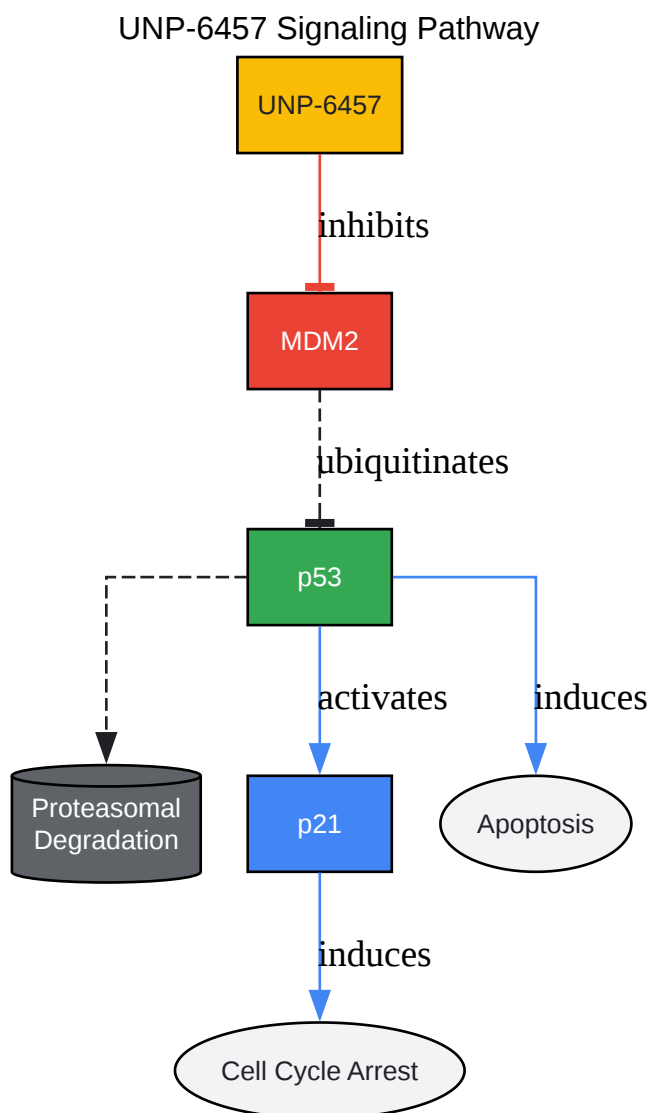 UNP-6457 Signaling Pathway
UNP-6457
inhibits
MDM2
ubiquitinates
p53
activates
induces
Proteasomal
Degradation
p21
Apoptosis
induces
Cell Cycle Arrest